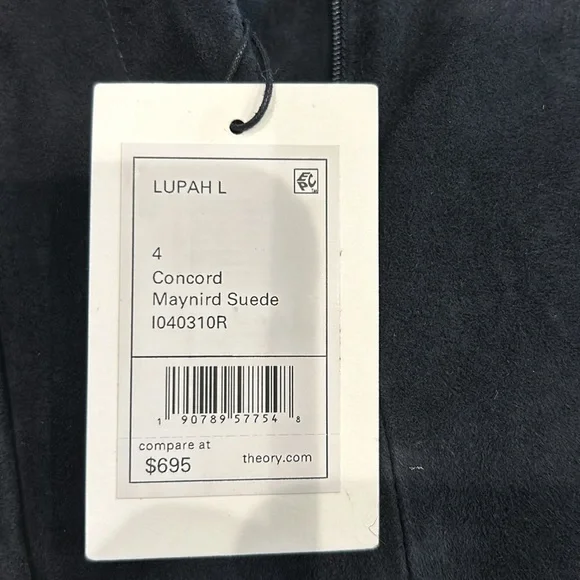 LUPAH L
4
Concord
Maynird Suede
I040310R
1 90789 57754 8
compare at
$695
theory.com